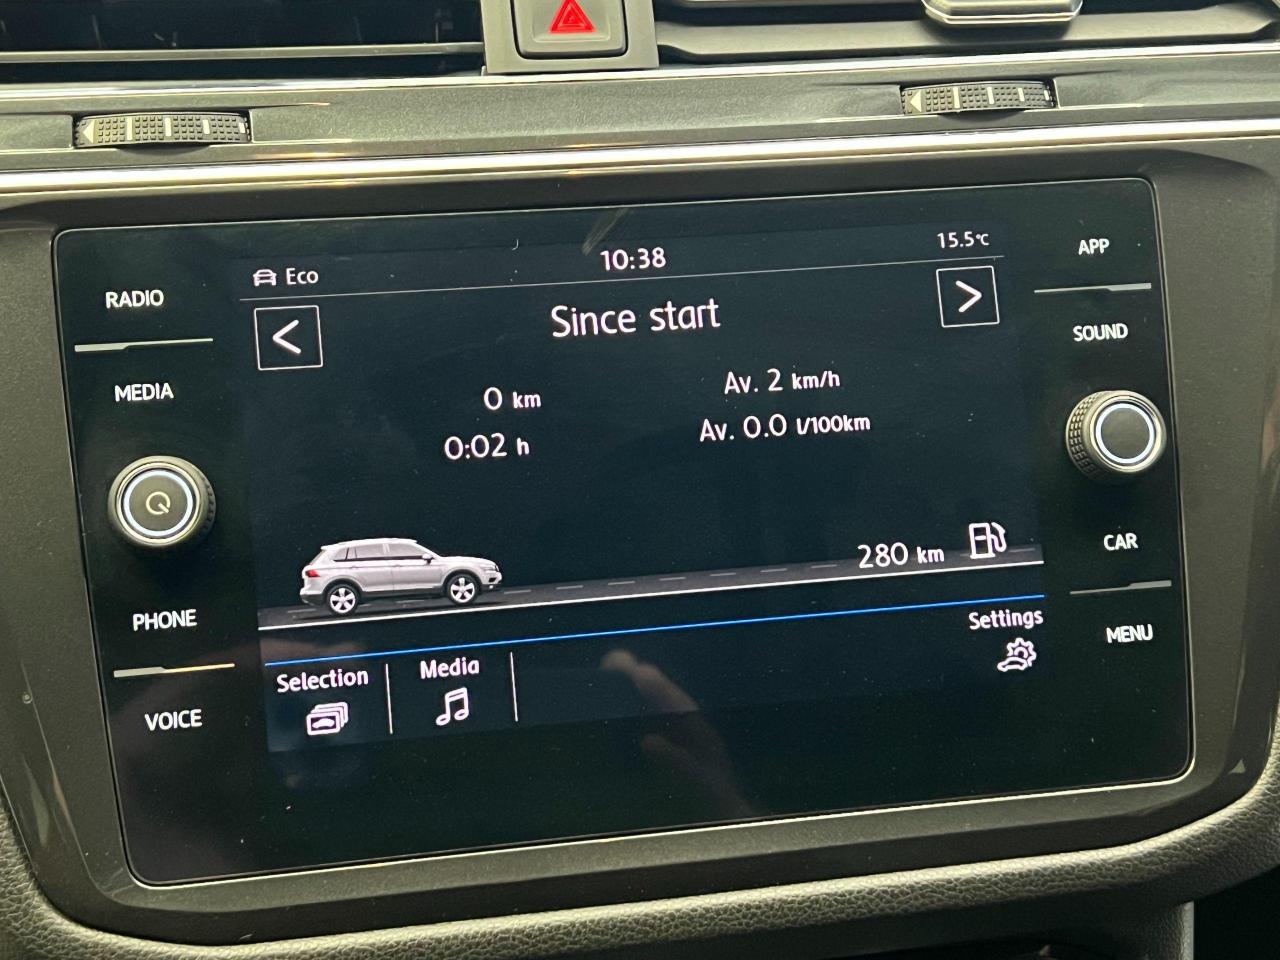 Eco
10:38
15.5°C
APP
RADIO
<
Since start
>
SOUND
MEDIA
0 km
Av. 2 km/h
0:02 h
Av. 0.0 l/100km
280 km
CAR
PHONE
Settings
MENU
Selection
Media
VOICE